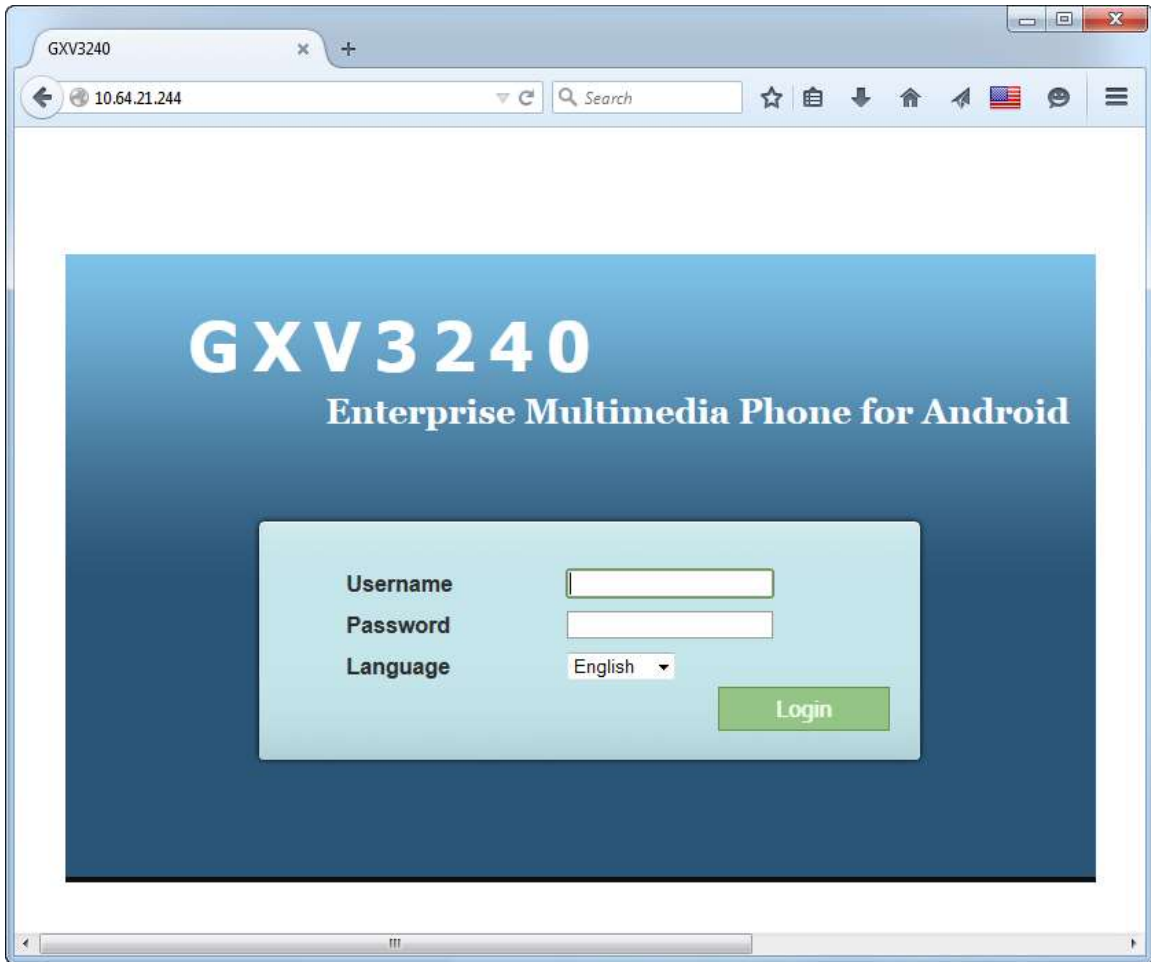 GXV3240
10.64.21.244
Search
GXV3240
Enterprise Multimedia Phone for Android
Username
Password
Language English
Login